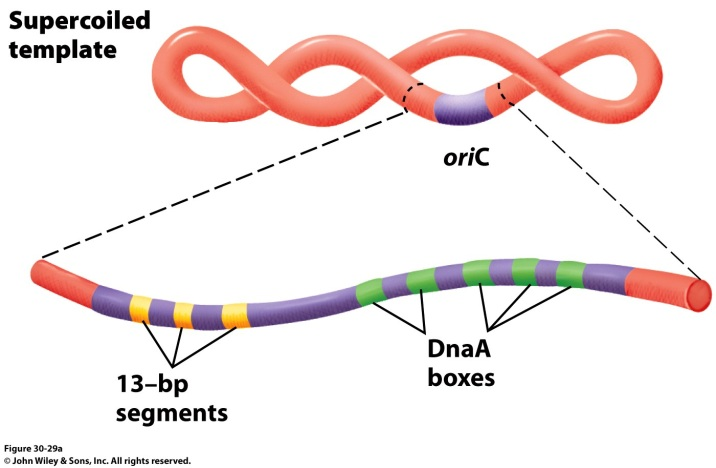 Supercoiled
template
oriC
13–bp
segments
DnaA
boxes
Figure 30-29a
© John Wiley & Sons, Inc. All rights reserved.